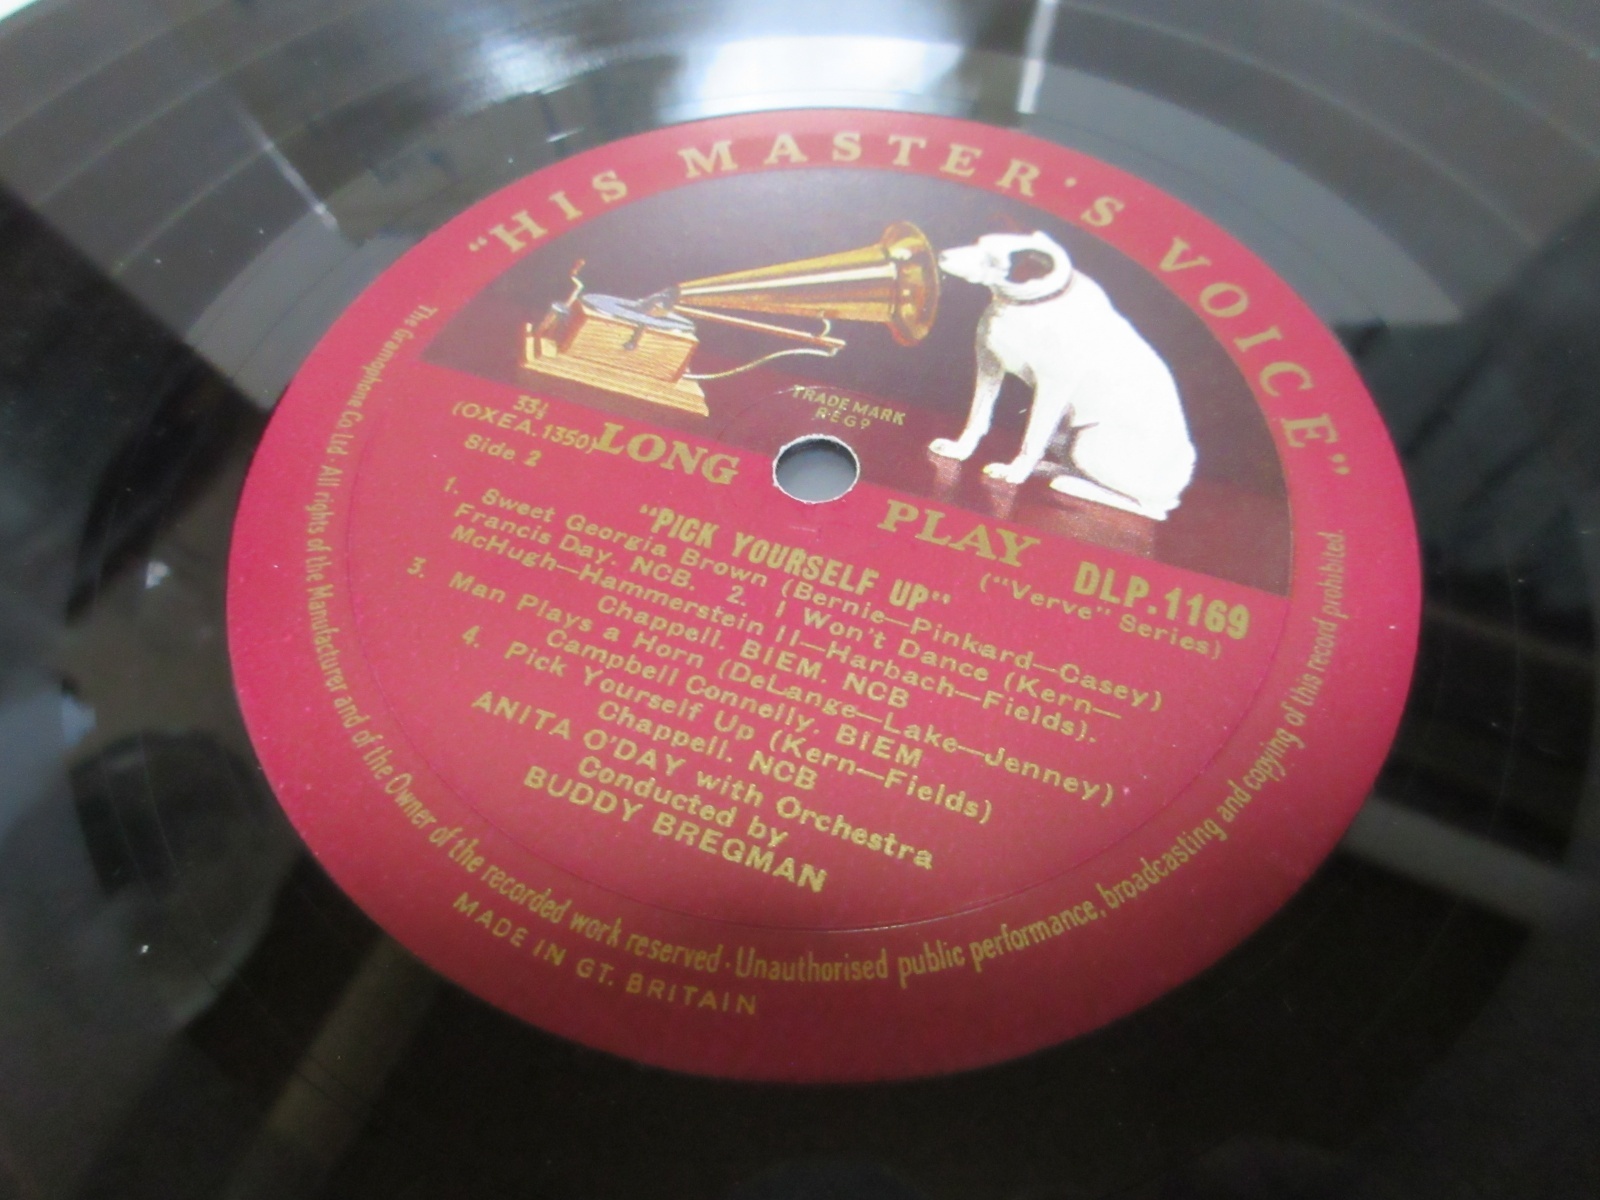 "HIS MASTER'S VOICE"
TRADE MARK
REGD
33⅓
(OXEA.1350)
LONG PLAY
Side 2
DLP.1169
("Verve" Series)
"PICK YOURSELF UP"
1. Sweet Georgia Brown (Bernie—Pinkard—Casey)
Francis Day. NCB. 2. I Won't Dance (Kern—
McHugh—Hammerstein II—Harbach—Fields).
Chappell. BIEM. NCB
3. Man Plays a Horn (DeLange—Lake—Jenney)
Campbell Connelly. BIEM
4. Pick Yourself Up (Kern—Fields)
Chappell. NCB
ANITA O'DAY with Orchestra
Conducted by
BUDDY BREGMAN
The Gramophone Co. Ltd · All rights of the Manufacturer and of the Owner of the recorded work reserved · Unauthorised public performance, broadcasting and copying of this record prohibited.
MADE IN GT. BRITAIN